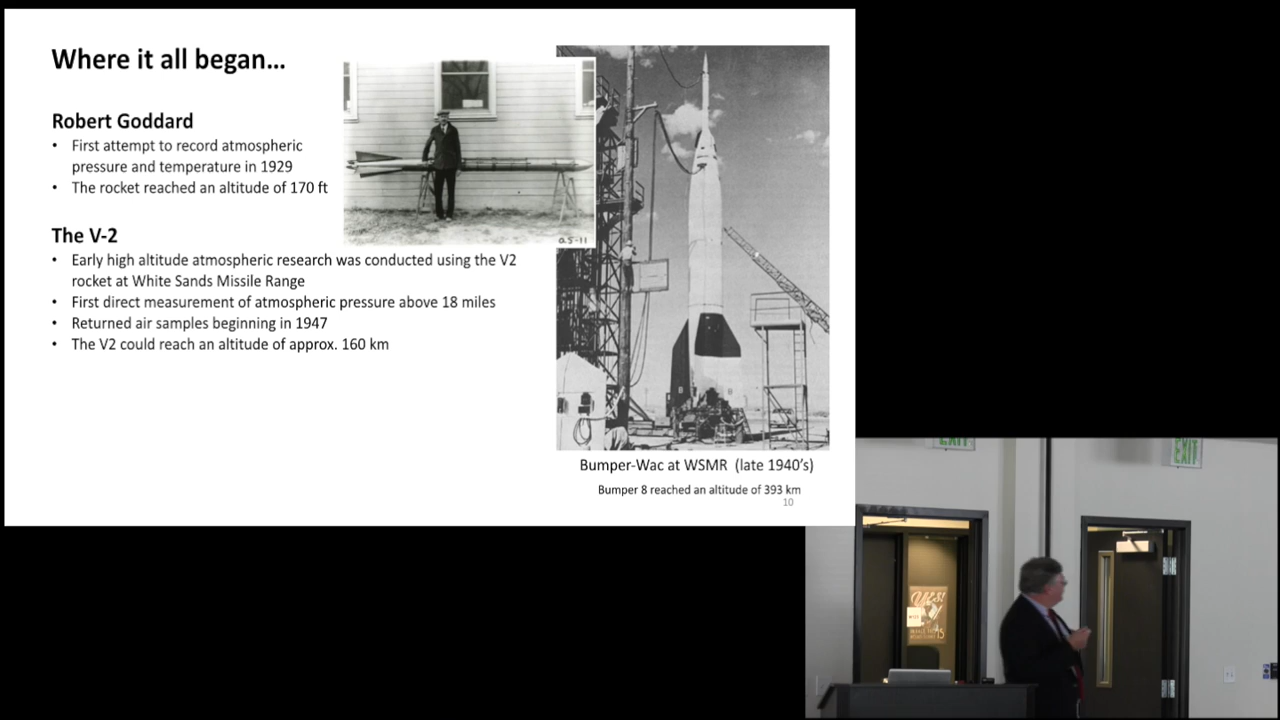 Where it all began...
Robert Goddard
• First attempt to record atmospheric
pressure and temperature in 1929
• The rocket reached an altitude of 170 ft
G.S-11
The V-2
• Early high altitude atmospheric research was conducted using the V2
rocket at White Sands Missile Range
• First direct measurement of atmospheric pressure above 18 miles
• Returned air samples beginning in 1947
• The V2 could reach an altitude of approx. 160 km
Bumper-Wac at WSMR (late 1940's)
Bumper 8 reached an altitude of 393 km
10
EXIT
EXIT
YES!